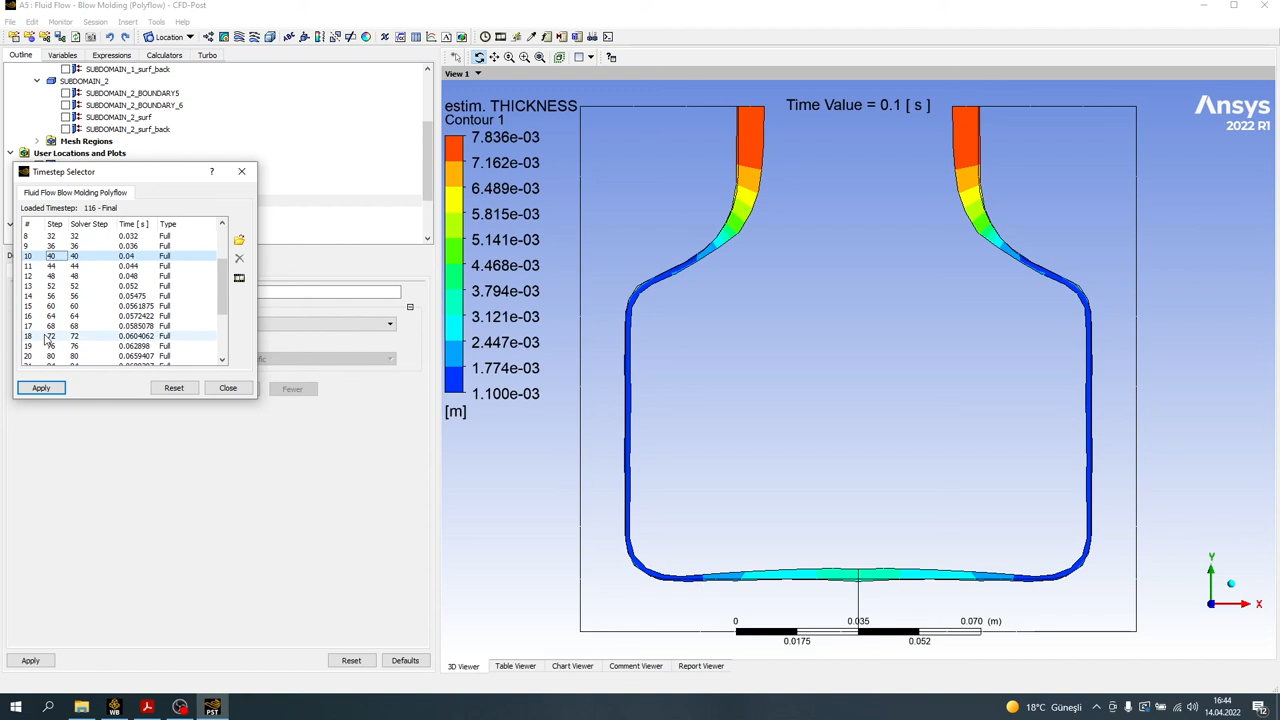 A5 : Fluid Flow - Blow Molding (Polyflow) - CFD-Post
File Edit Monitor Session Insert Tools Help
Location
Outline Variables Expressions Calculators Turbo
SUBDOMAIN_1_surf_back
SUBDOMAIN_2
SUBDOMAIN_2_BOUNDARY5
SUBDOMAIN_2_BOUNDARY_6
SUBDOMAIN_2_surf
SUBDOMAIN_2_surf_back
Mesh Regions
User Locations and Plots
Timestep Selector
Fluid Flow Blow Molding Polyflow
Loaded Timestep: 116 - Final
# Step Solver Step Time [ s ] Type
8 32 32 0.032 Full
9 36 36 0.036 Full
10 40 40 0.04 Full
11 44 44 0.044 Full
12 48 48 0.048 Full
13 52 52 0.052 Full
14 56 56 0.05475 Full
15 60 60 0.0561875 Full
16 64 64 0.0572422 Full
17 68 68 0.0585078 Full
18 72 72 0.0604062 Full
19 76 76 0.062898 Full
20 80 80 0.0659407 Full
Apply Reset Close
Fewer
Apply Reset Defaults
View 1
estim. THICKNESS
Contour 1
7.836e-03
7.162e-03
6.489e-03
5.815e-03
5.141e-03
4.468e-03
3.794e-03
3.121e-03
2.447e-03
1.774e-03
1.100e-03
[m]
Time Value = 0.1 [ s ]
Ansys
2022 R1
0 0.035 0.070 (m)
0.0175 0.052
Y
X
3D Viewer Table Viewer Chart Viewer Comment Viewer Report Viewer
WB
PST
18°C Güneşli
16:44
14.04.2022
12